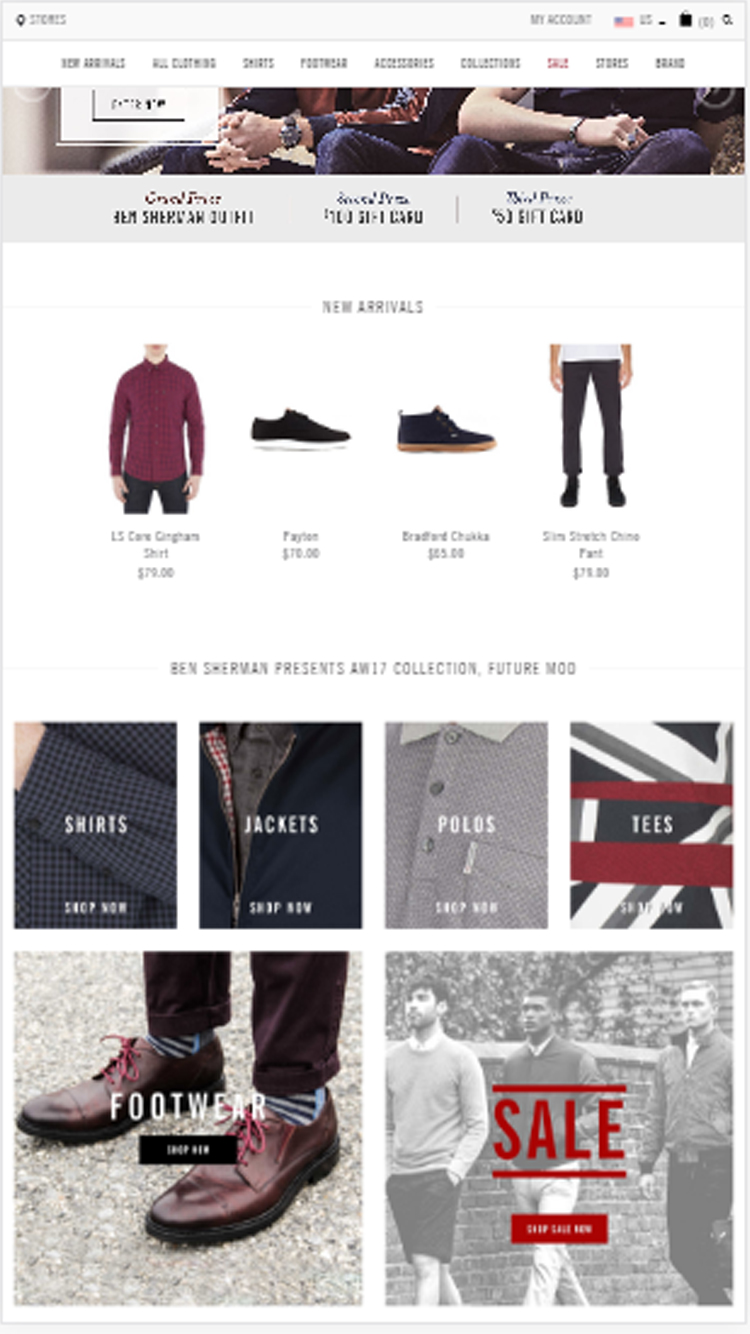 STORES
MY ACCOUNT US (0)
NEW ARRIVALS ALL CLOTHING SHIRTS FOOTWEAR ACCESSORIES COLLECTIONS SALE STORES BRAND
ENTER NOW
Grand Prize Second Prize Third Prize
BEN SHERMAN OUTFIT $100 GIFT CARD $50 GIFT CARD
NEW ARRIVALS
LS Core Gingham Payton Bradford Chukka Slim Stretch Chino
Shirt $70.00 $65.00 Pant
$79.00 $79.00
BEN SHERMAN PRESENTS AW17 COLLECTION, FUTURE MOD
SHIRTS JACKETS POLOS TEES
SHOP NOW SHOP NOW SHOP NOW SHOP NOW
FOOTWEAR
SHOP NOW
SALE
SHOP SALE NOW